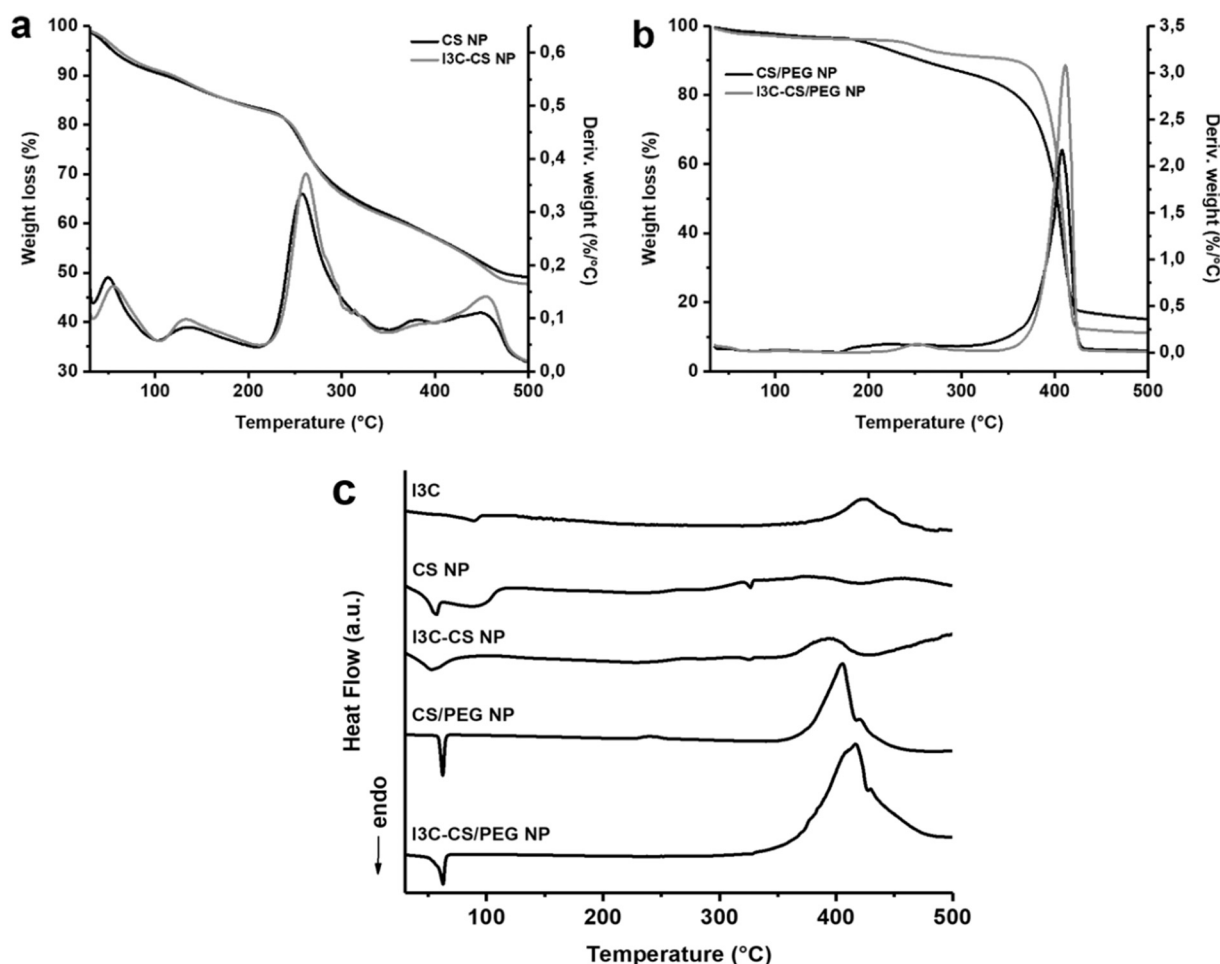 a
CS NP
I3C-CS NP
Weight loss (%)
100
90
80
70
60
50
40
30
0,6
0,5
0,4
0,3
0,2
0,1
0,0
Deriv. weight (%/°C)
100
200
300
400
500
Temperature (°C)
b
CS/PEG NP
I3C-CS/PEG NP
Weight loss (%)
100
80
60
40
20
0
3,5
3,0
2,5
2,0
1,5
1,0
0,5
0,0
Deriv. weight (%/°C)
100
200
300
400
500
Temperature (°C)
c
I3C
CS NP
I3C-CS NP
CS/PEG NP
I3C-CS/PEG NP
Heat Flow (a.u.)
endo
100
200
300
400
500
Temperature (°C)